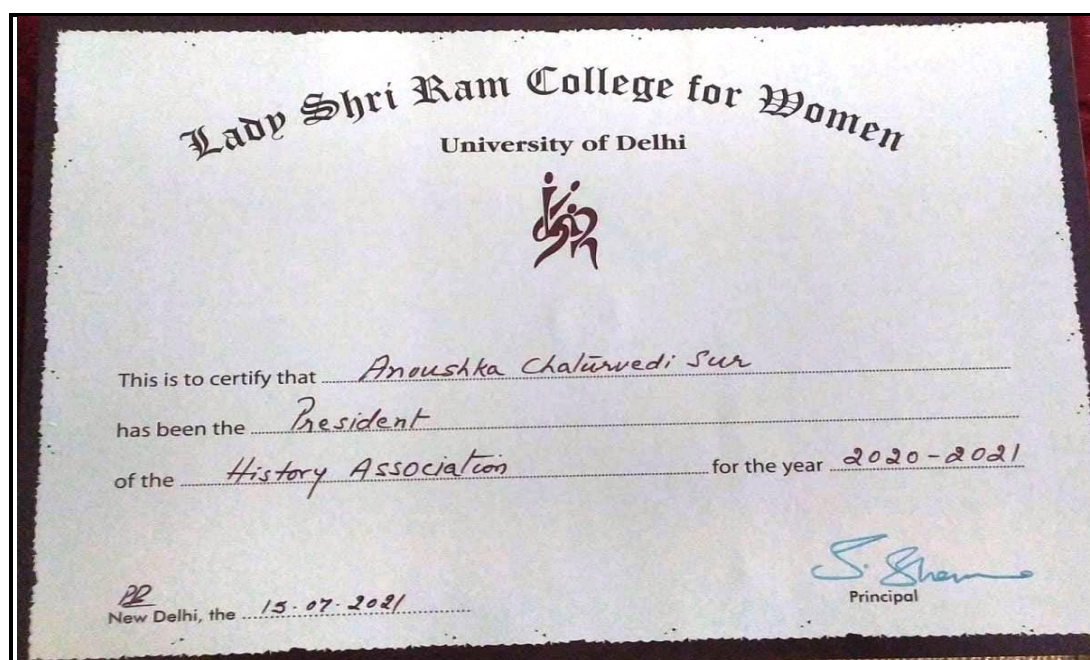 Lady Shri Ram College for Women
University of Delhi
This is to certify that Anoushka Chaturvedi Sur
has been the President
of the History Association for the year 2020-2021
S. Sharma
Principal
New Delhi, the 15.07.2021